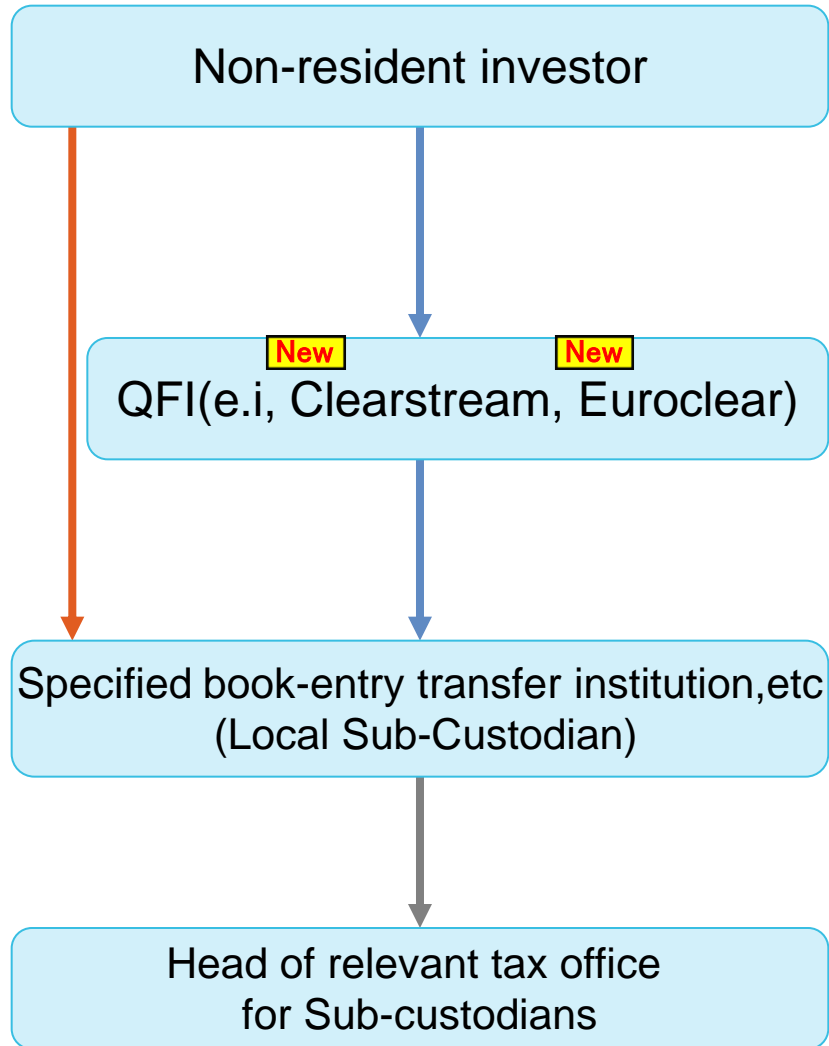 Non-resident investor
New
New
QFI(e.i, Clearstream, Euroclear)
Specified book-entry transfer institution,etc
(Local Sub-Custodian)
Head of relevant tax office
for Sub-custodians